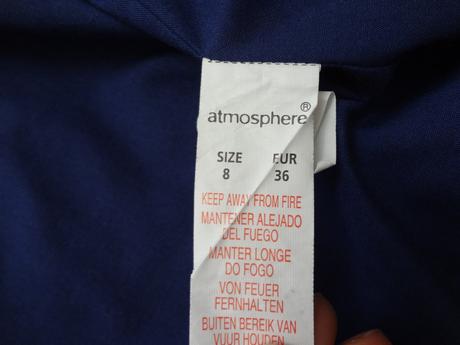 atmosphere®
SIZE EUR
8 36
KEEP AWAY FROM FIRE
MANTENER ALEJADO
DEL FUEGO
MANTER LONGE
DO FOGO
VON FEUER
FERNHALTEN
BUITEN BEREIK VAN
VUUR HOUDEN